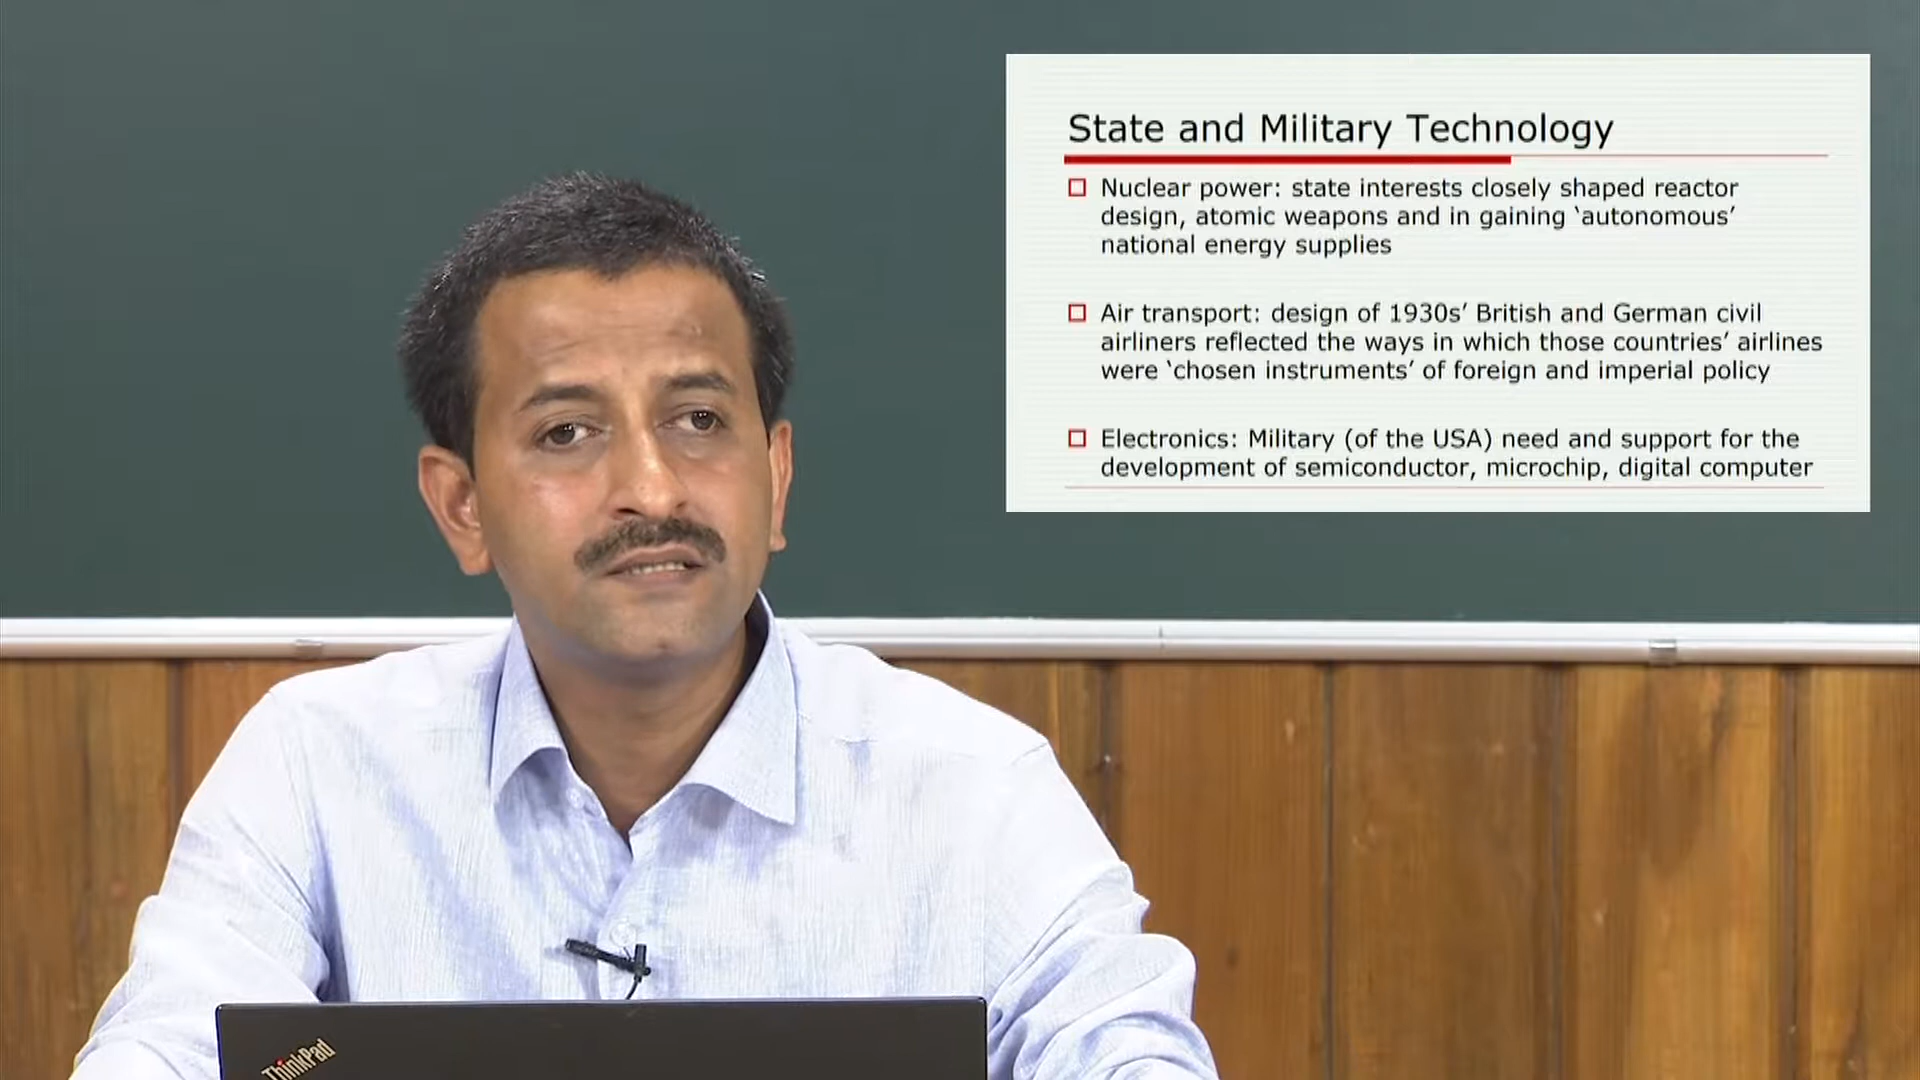 State and Military Technology
Nuclear power: state interests closely shaped reactor
design, atomic weapons and in gaining ‘autonomous’
national energy supplies
Air transport: design of 1930s’ British and German civil
airliners reflected the ways in which those countries’ airlines
were ‘chosen instruments’ of foreign and imperial policy
Electronics: Military (of the USA) need and support for the
development of semiconductor, microchip, digital computer
ThinkPad